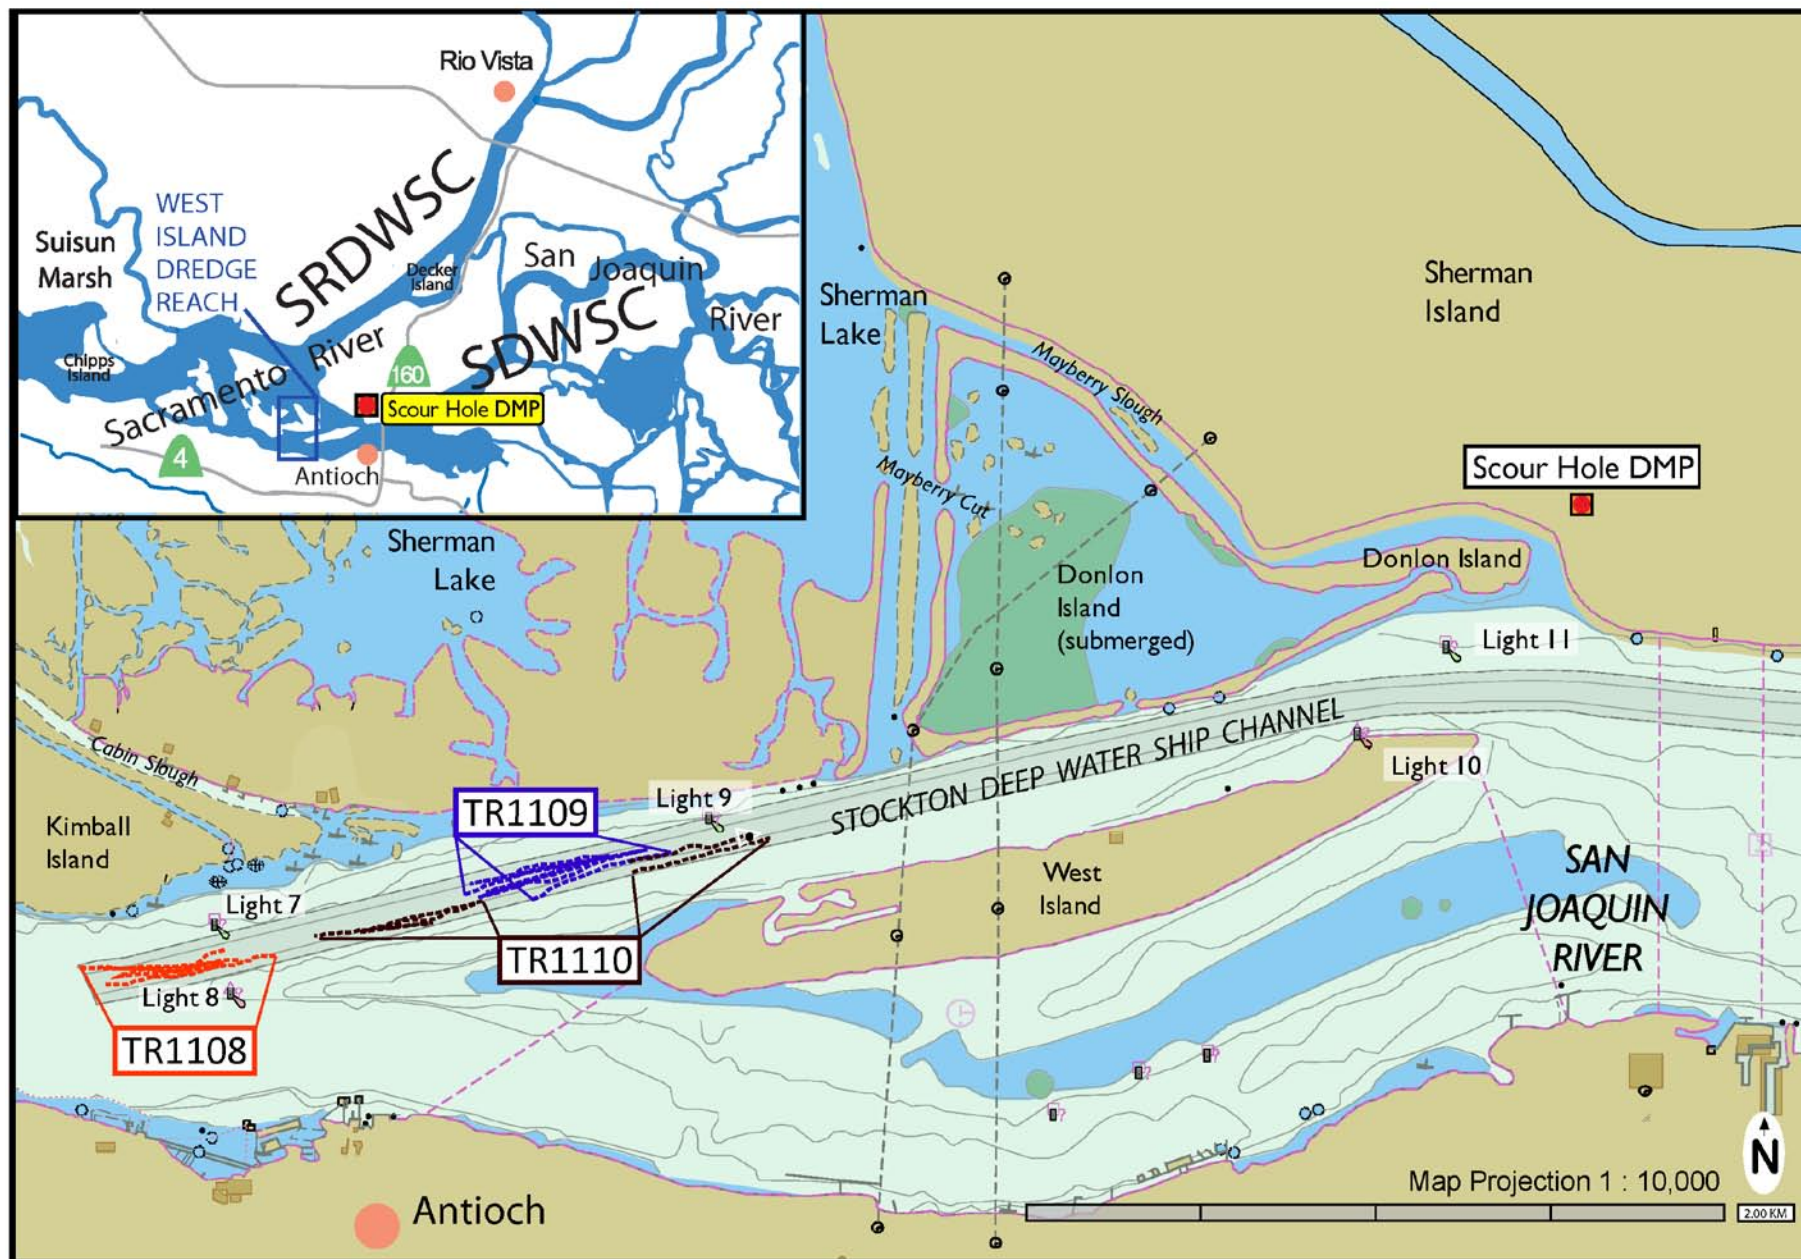 Rio Vista
WEST
ISLAND
DREDGE
REACH
Suisun
Marsh
SRDWSC
Decker
Island
San
Joaquin
River
SDWSC
Chipps
Island
Sacramento River
160
Scour Hole DMP
4
Antioch
Sherman
Lake
Sherman
Island
Mayberry Slough
Mayberry Cut
Scour Hole DMP
Sherman
Lake
Donlon
Island
(submerged)
Donlon Island
Light 11
Cabin Slough
Kimball
Island
TR1109
Light 9
STOCKTON DEEP WATER SHIP CHANNEL
Light 10
Light 7
West
Island
SAN
JOAQUIN
RIVER
TR1110
Light 8
TR1108
Antioch
N
Map Projection 1 : 10,000
2.00 KM